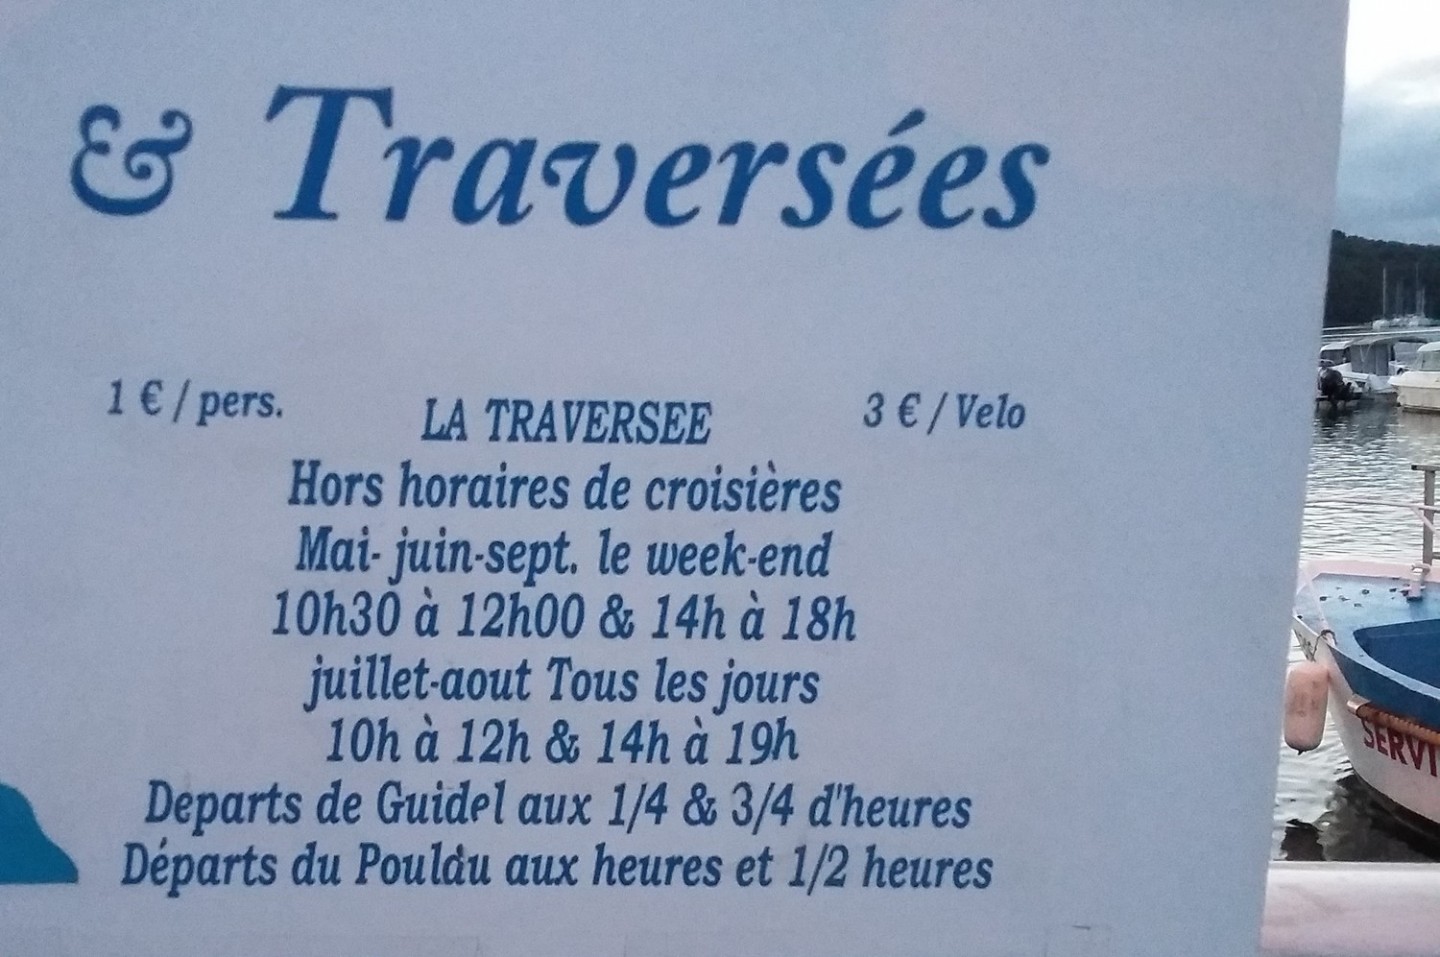 & Traversées
1 € / pers.
LA TRAVERSEE
3 € / Velo
Hors horaires de croisières
Mai- juin-sept. le week-end
10h30 à 12h00 & 14h à 18h
juillet-aout Tous les jours
10h à 12h & 14h à 19h
Departs de Guidel aux 1/4 & 3/4 d'heures
Départs du Pouldu aux heures et 1/2 heures
SERVI